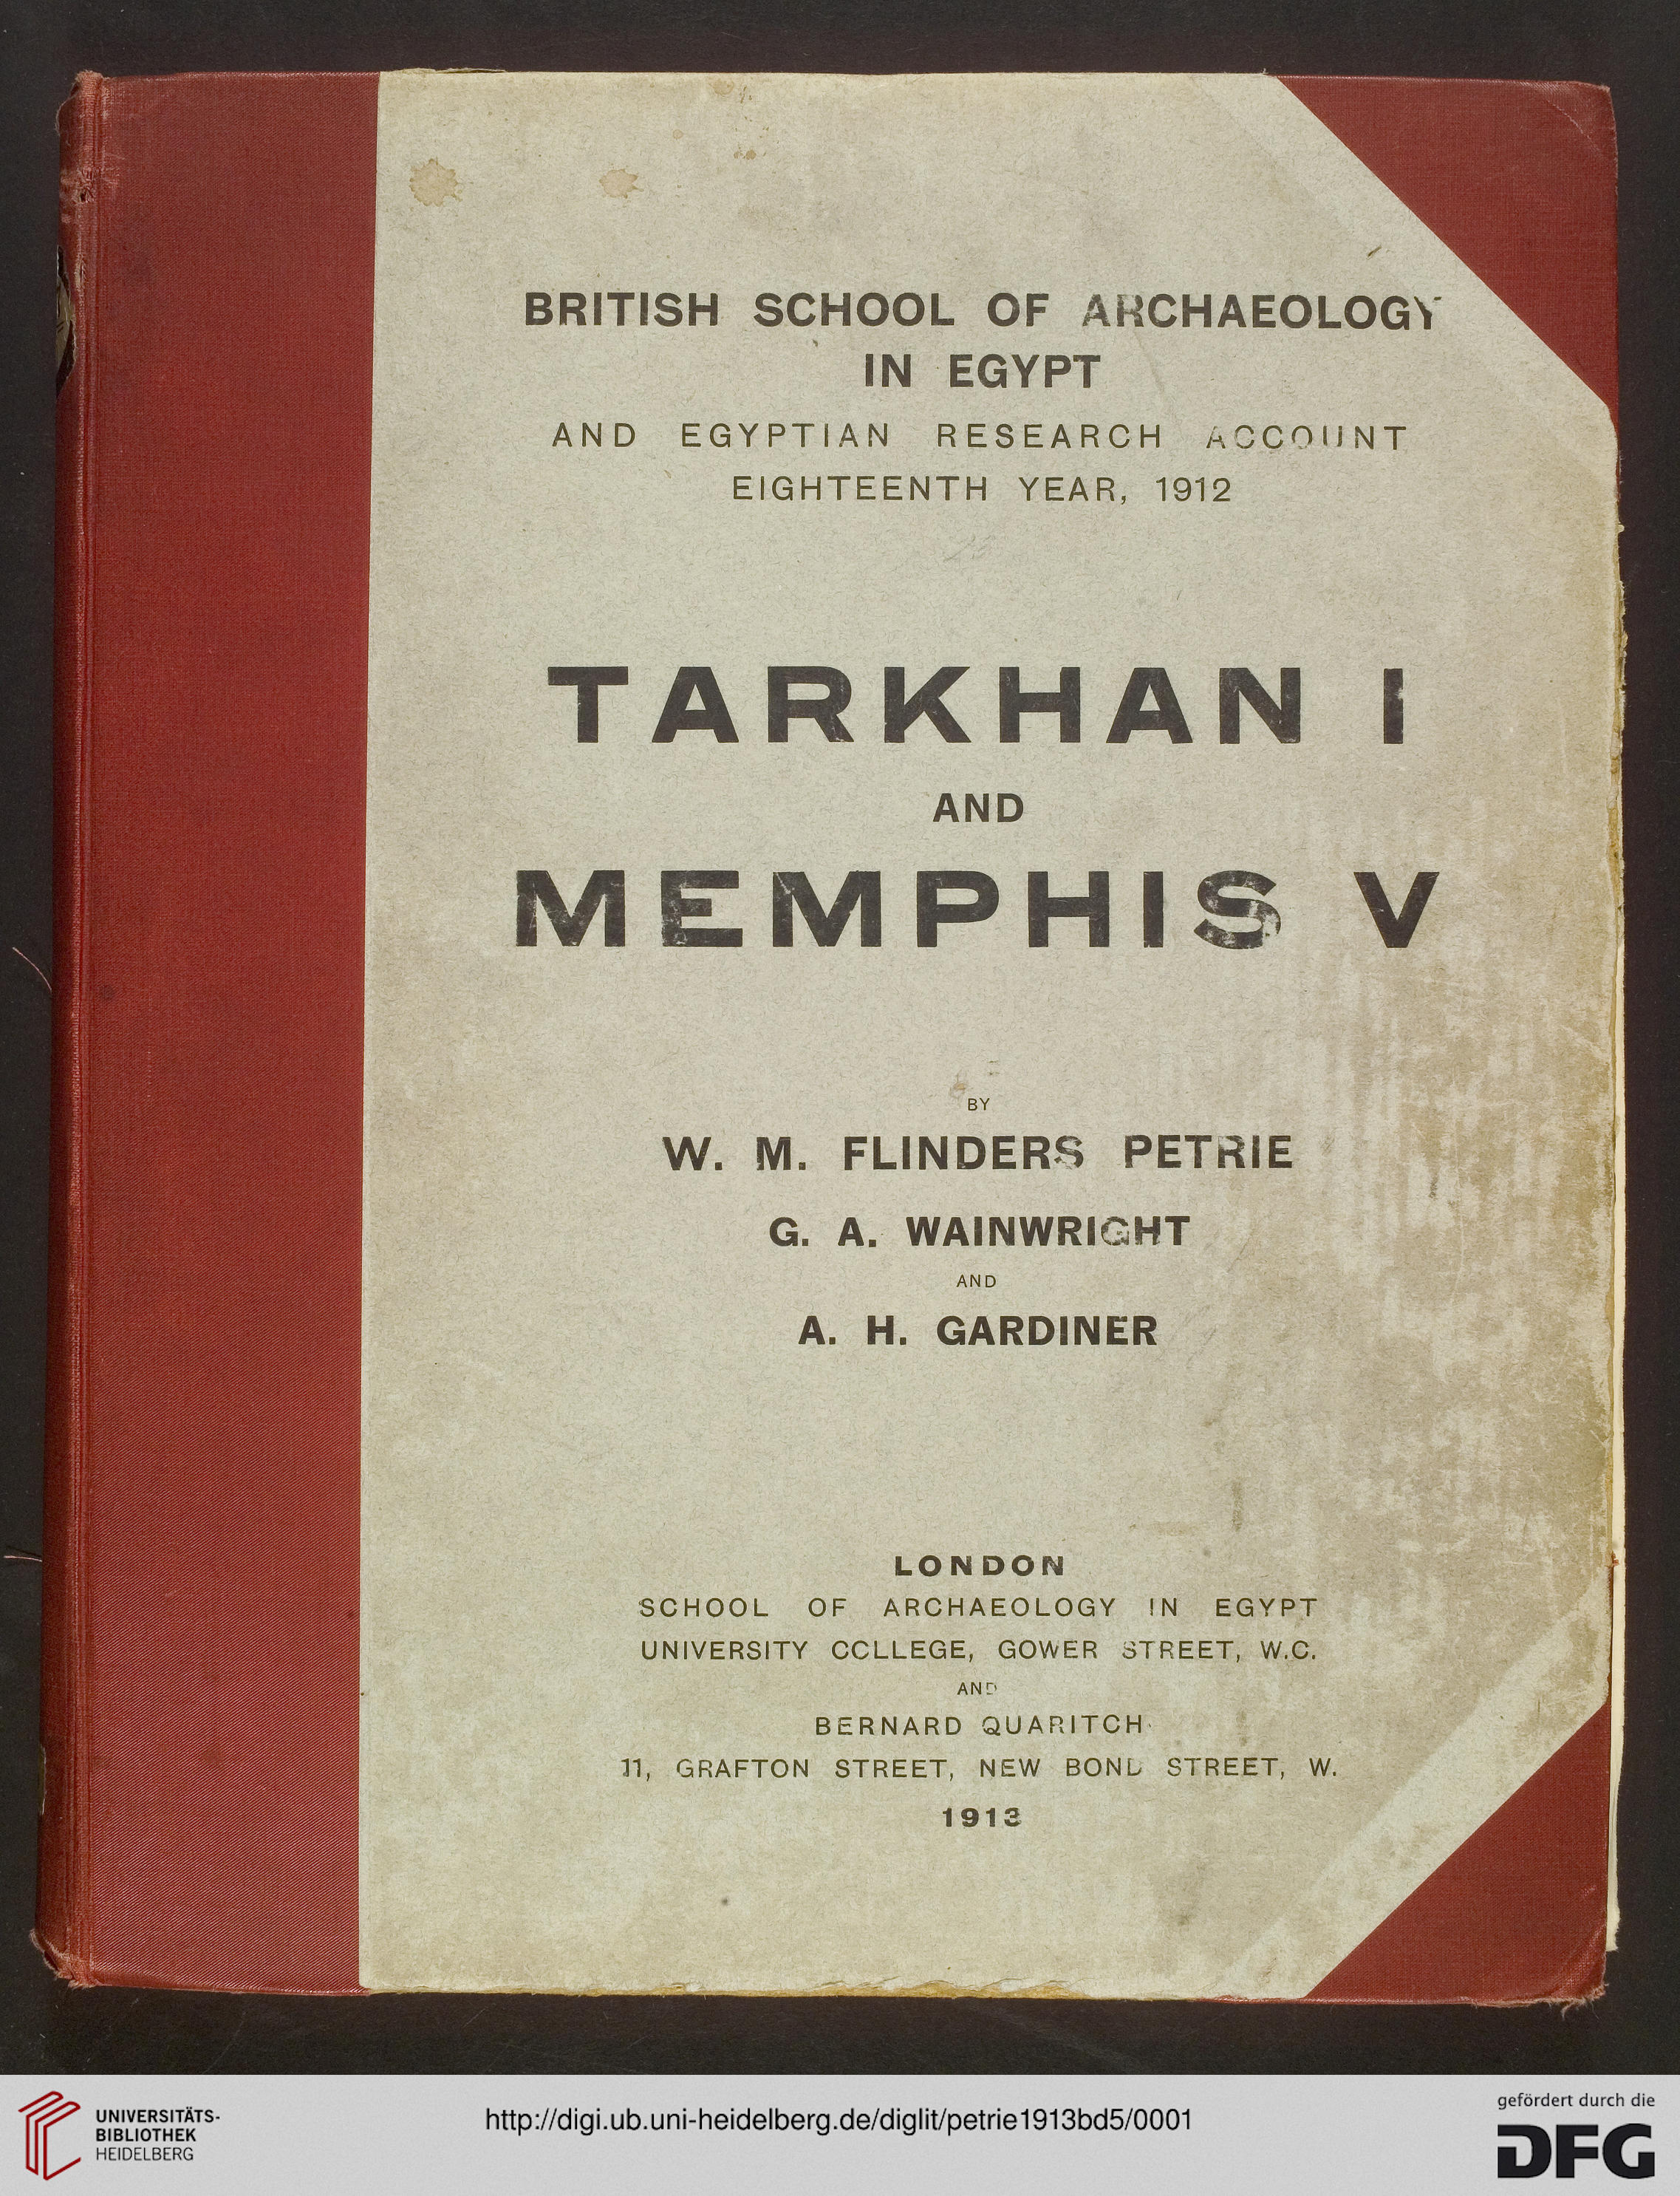 BRITISH SCHOOL OF ARCHAEOLOGY
IN EGYPT
AND EGYPTIAN RESEARCH ACCOUNT
EIGHTEENTH YEAR, 1912
23
TARKHAN I
AND
MEMPHIS V
BY
W. M. FLINDERS PETRIE
G. A. WAINWRIGHT
AND
A. H. GARDINER
LONDON
SCHOOL OF ARCHAEOLOGY IN EGYPT
UNIVERSITY COLLEGE, GOWER STREET, W.C.
AND
BERNARD QUARITCH
11, GRAFTON STREET, NEW BOND STREET, W.
1913
UNIVERSITÄTS-
BIBLIOTHEK
HEIDELBERG
http://digi.ub.uni-heidelberg.de/diglit/petrie1913bd5/0001
gefördert durch die
DFG